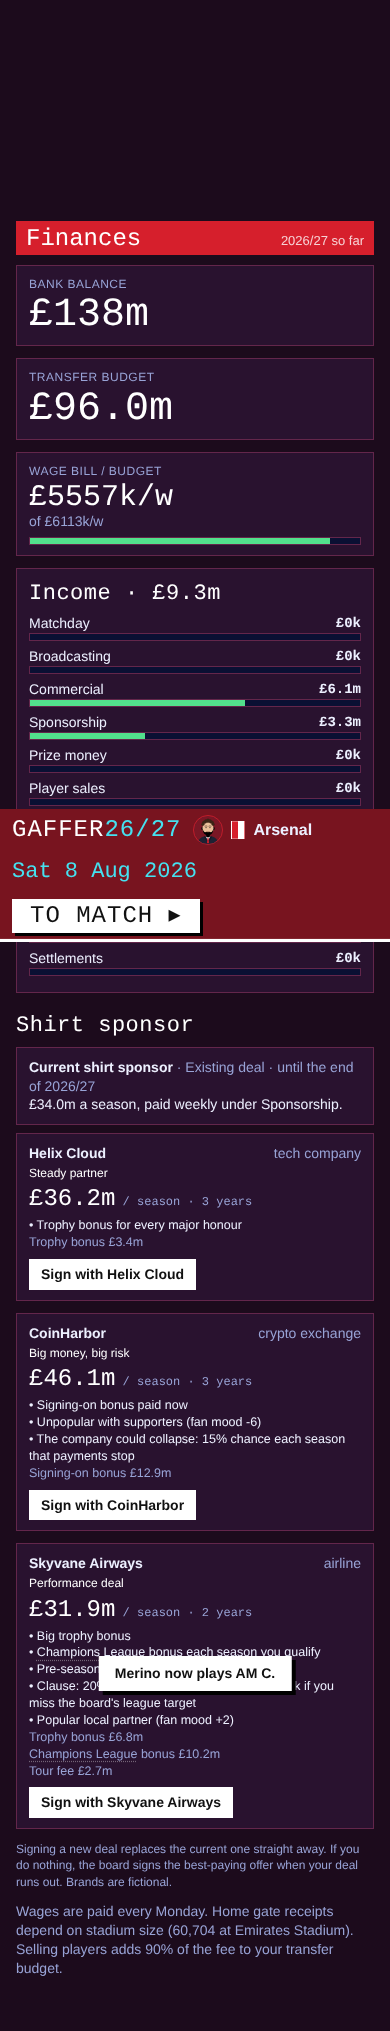 Finances 2026/27 so far
BANK BALANCE
£138m
TRANSFER BUDGET
£96.0m
WAGE BILL / BUDGET
£5557k/w
of £6113k/w
Income · £9.3m
Matchday £0k
Broadcasting £0k
Commercial £6.1m
Sponsorship £3.3m
Prize money £0k
Player sales £0k
GAFFER26/27 Arsenal
Sat 8 Aug 2026
TO MATCH ►
Settlements £0k
Shirt sponsor
Current shirt sponsor · Existing deal · until the end
of 2026/27
£34.0m a season, paid weekly under Sponsorship.
Helix Cloud tech company
Steady partner
£36.2m / season · 3 years
• Trophy bonus for every major honour
Trophy bonus £3.4m
Sign with Helix Cloud
CoinHarbor crypto exchange
Big money, big risk
£46.1m / season · 3 years
• Signing-on bonus paid now
• Unpopular with supporters (fan mood -6)
• The company could collapse: 15% chance each season
that payments stop
Signing-on bonus £12.9m
Sign with CoinHarbor
Skyvane Airways airline
Performance deal
£31.9m / season · 2 years
• Big trophy bonus
• Champions League bonus each season you qualify
• Pre-season
Merino now plays AM C.
• Clause: 20% if you
miss the board's league target
• Popular local partner (fan mood +2)
Trophy bonus £6.8m
Champions League bonus £10.2m
Tour fee £2.7m
Sign with Skyvane Airways
Signing a new deal replaces the current one straight away. If you
do nothing, the board signs the best-paying offer when your deal
runs out. Brands are fictional.
Wages are paid every Monday. Home gate receipts
depend on stadium size (60,704 at Emirates Stadium).
Selling players adds 90% of the fee to your transfer
budget.